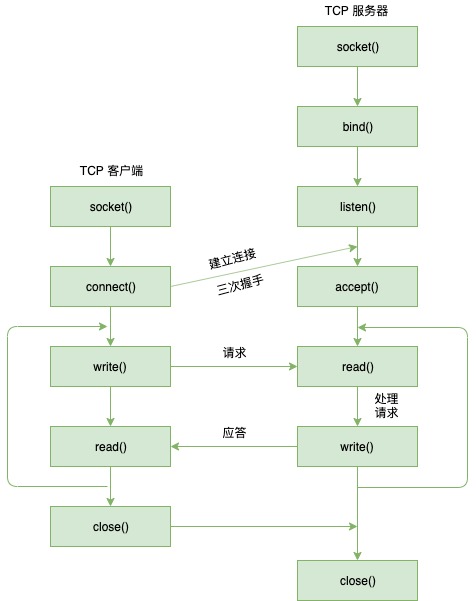 TCP 服务器
socket()
bind()
TCP 客户端
socket()
listen()
建立连接
三次握手
connect()
accept()
write()
请求
read()
处理
请求
read()
应答
write()
close()
close()